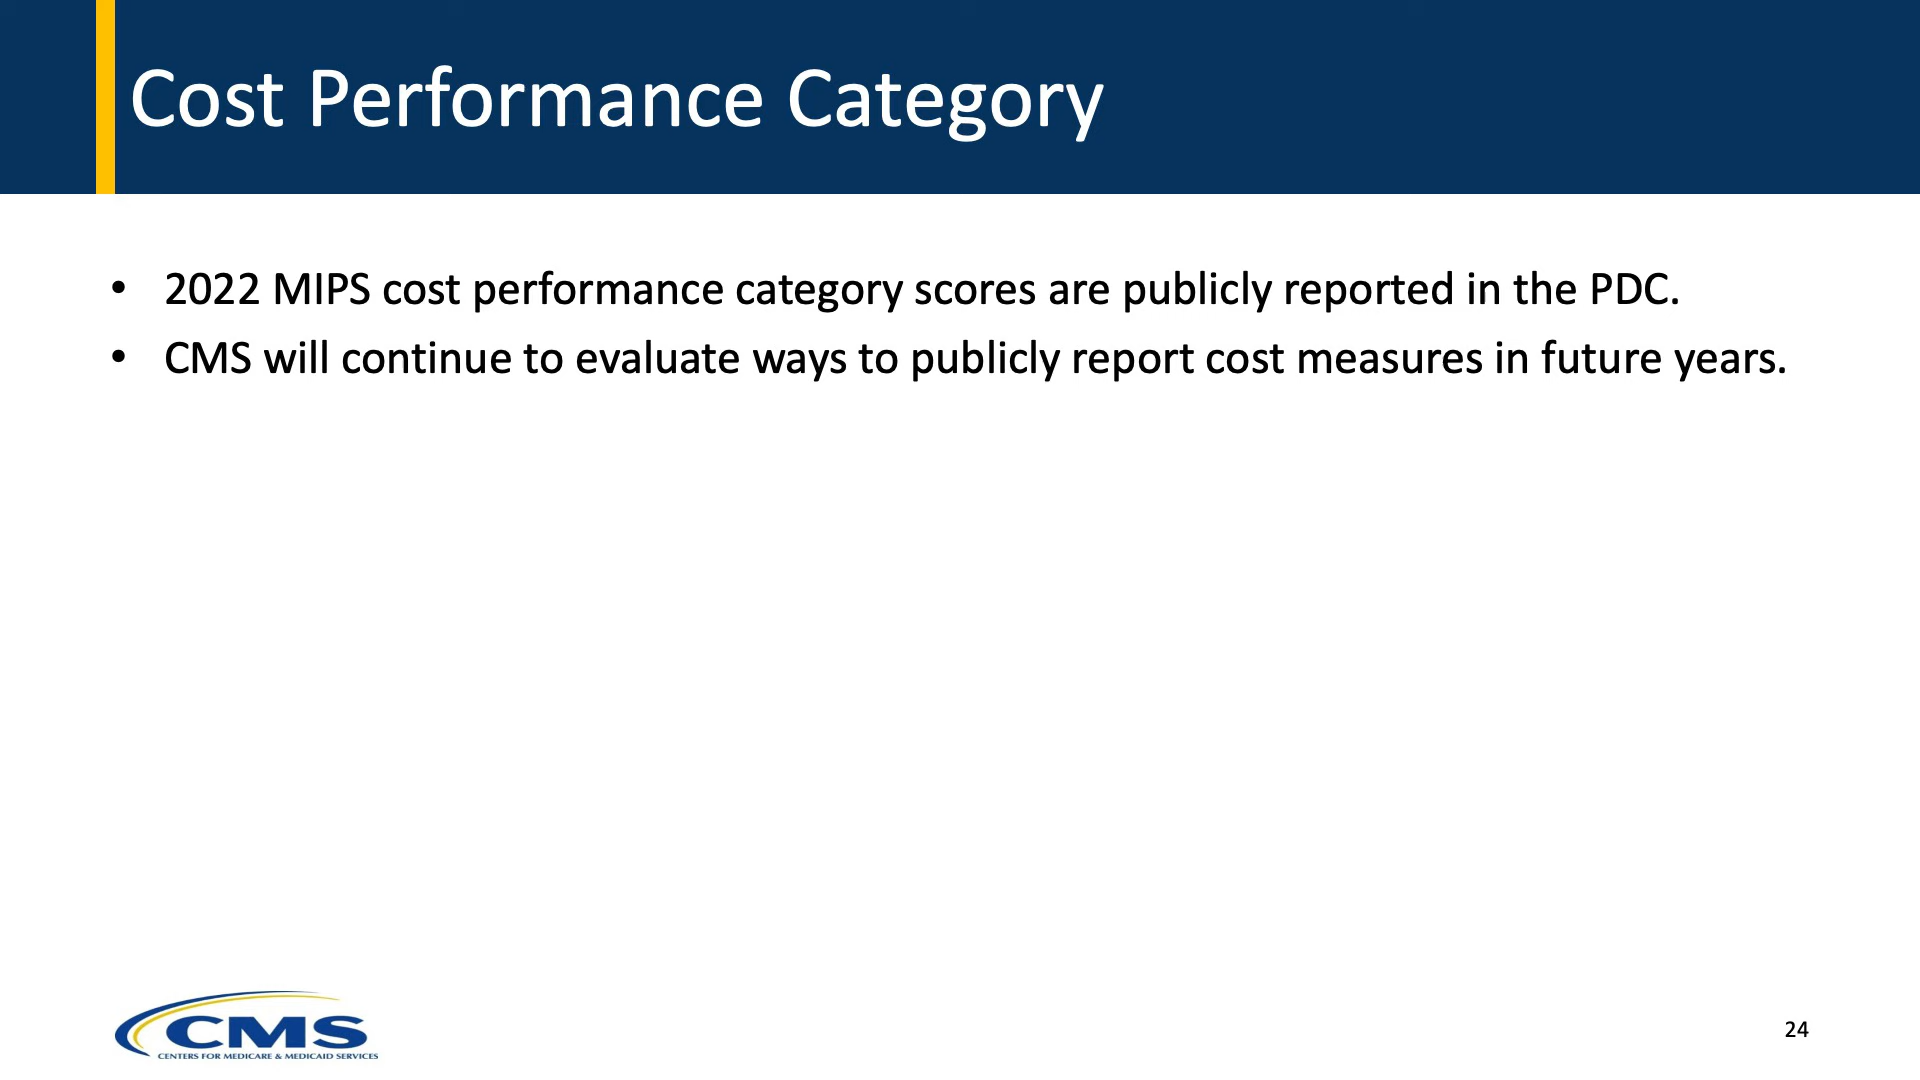 Cost Performance Category
• 2022 MIPS cost performance category scores are publicly reported in the PDC.
• CMS will continue to evaluate ways to publicly report cost measures in future years.
CMS
CENTERS FOR MEDICARE & MEDICAID SERVICES
24